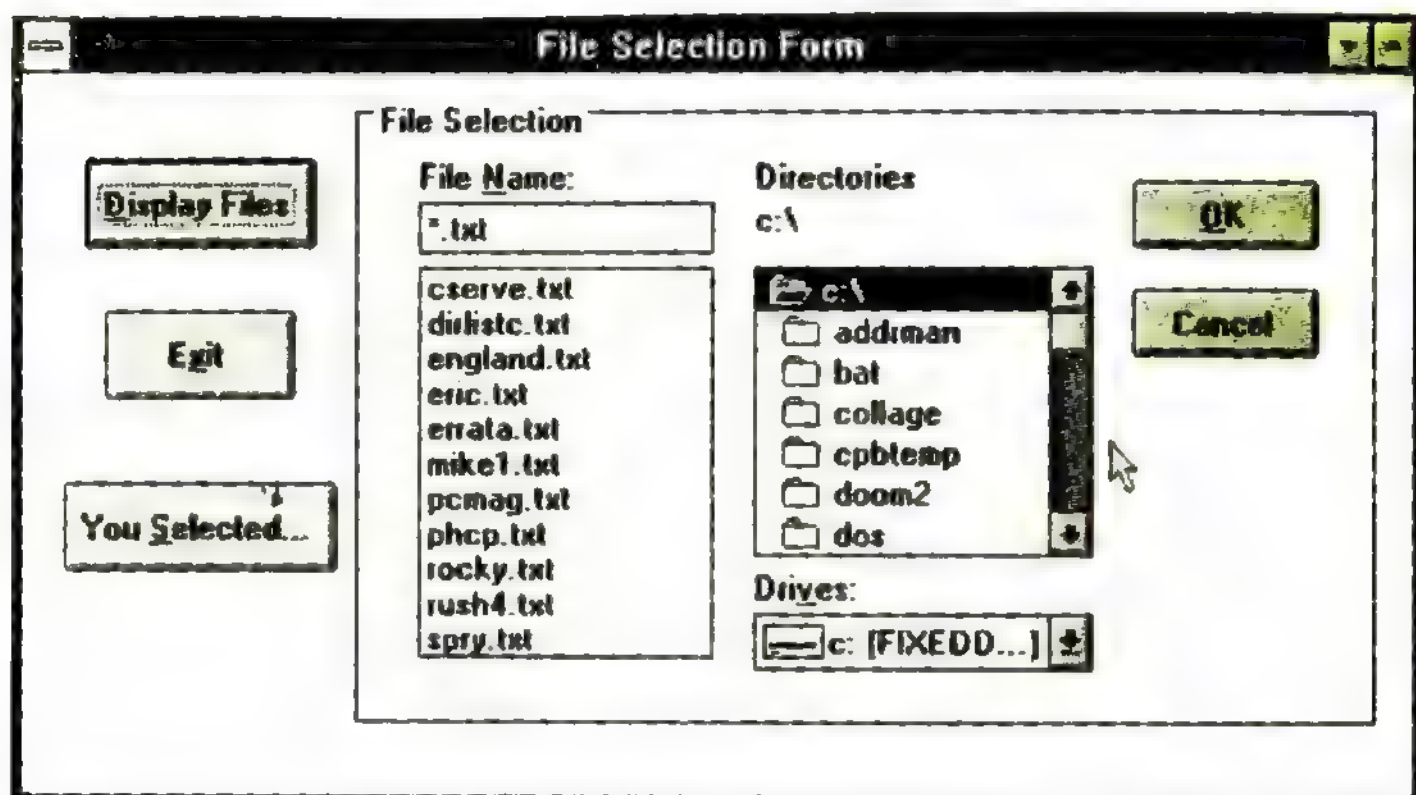 File Selection Form
Display Files
Exit
You Selected...
File Selection
File Name:
*.txt
cserve.txt
dirlistc.txt
england.txt
eric.txt
errata.txt
mike1.txt
pcmag.txt
phcp.txt
rocky.txt
rush4.txt
spry.txt
Directories
c:\
c:\
addrman
bat
collage
cpbtemp
doom2
dos
Drives:
c: [FIXEDD...]
OK
Cancel